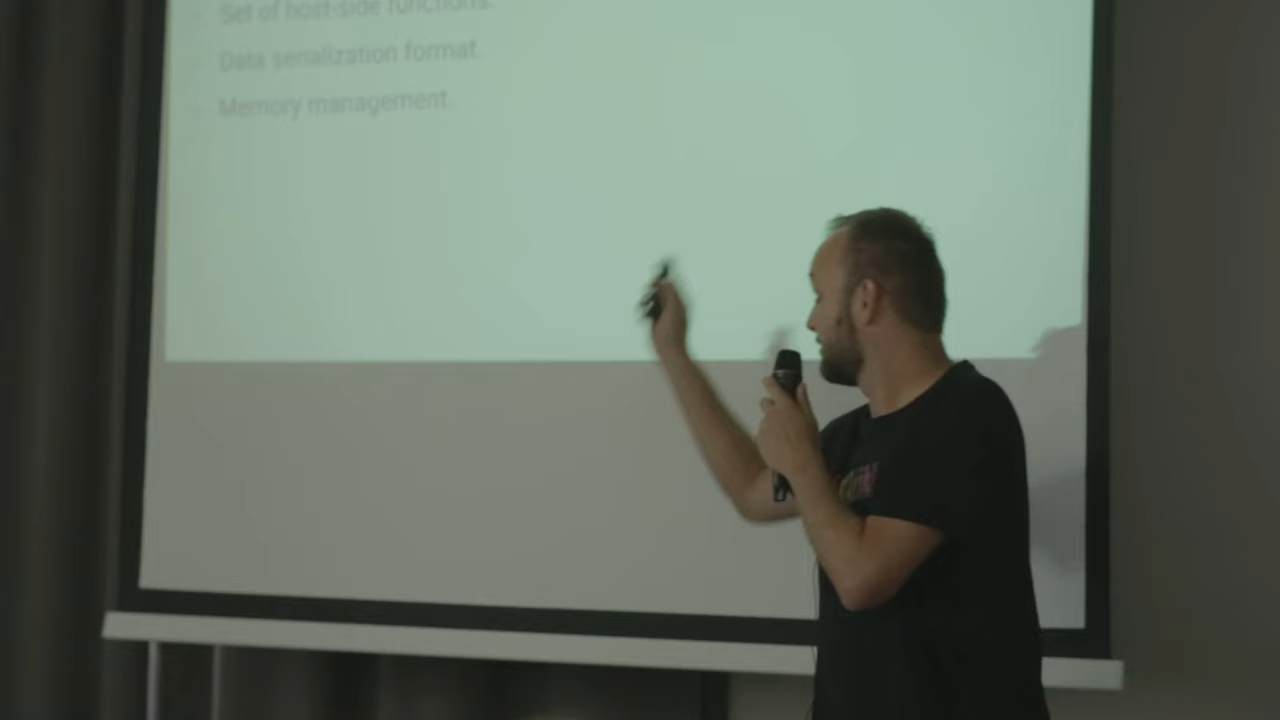 Set of host-side functions.
Data serialization format.
Memory management.